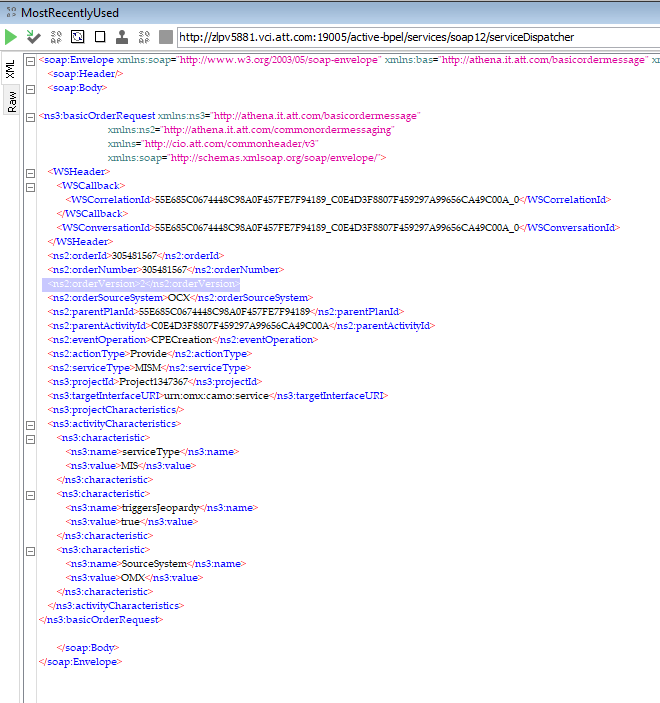 MostRecentlyUsed
http://zlpv5881.vci.att.com:19005/active-bpel/services/soap12/serviceDispatcher
XML
Raw
<soap:Envelope xmlns:soap="http://www.w3.org/2003/05/soap-envelope" xmlns:bas="http://athena.it.att.com/basicordermessage"
<soap:Header/>
<soap:Body>
<ns3:basicOrderRequest xmlns:ns3="http://athena.it.att.com/basicordermessage"
xmlns:ns2="http://athena.it.att.com/commonordermessaging"
xmlns="http://cio.att.com/commonheader/v3"
xmlns:soap="http://schemas.xmlsoap.org/soap/envelope/">
<WSHeader>
<WSCallback>
<WSCorrelationId>55E685C0674448C98A0F457FE7F94189_C0E4D3F8807F459297A99656CA49C00A_0</WSCorrelationId>
</WSCallback>
<WSConversationId>55E685C0674448C98A0F457FE7F94189_C0E4D3F8807F459297A99656CA49C00A_0</WSConversationId>
</WSHeader>
<ns2:orderId>305481567</ns2:orderId>
<ns2:orderNumber>305481567</ns2:orderNumber>
<ns2:orderVersion>2</ns2:orderVersion>
<ns2:orderSourceSystem>OCX</ns2:orderSourceSystem>
<ns2:parentPlanId>55E685C0674448C98A0F457FE7F94189</ns2:parentPlanId>
<ns2:parentActivityId>C0E4D3F8807F459297A99656CA49C00A</ns2:parentActivityId>
<ns2:eventOperation>CPECreation</ns2:eventOperation>
<ns2:actionType>Provide</ns2:actionType>
<ns2:serviceType>MISM</ns2:serviceType>
<ns3:projectId>Project1347367</ns3:projectId>
<ns3:targetInterfaceURI>urn:omx:camo:service</ns3:targetInterfaceURI>
<ns3:projectCharacteristics/>
<ns3:activityCharacteristics>
<ns3:characteristic>
<ns3:name>serviceType</ns3:name>
<ns3:value>MIS</ns3:value>
</ns3:characteristic>
<ns3:characteristic>
<ns3:name>triggersJeopardy</ns3:name>
<ns3:value>true</ns3:value>
</ns3:characteristic>
<ns3:characteristic>
<ns3:name>SourceSystem</ns3:name>
<ns3:value>OMX</ns3:value>
</ns3:characteristic>
</ns3:activityCharacteristics>
</ns3:basicOrderRequest>
</soap:Body>
</soap:Envelope>